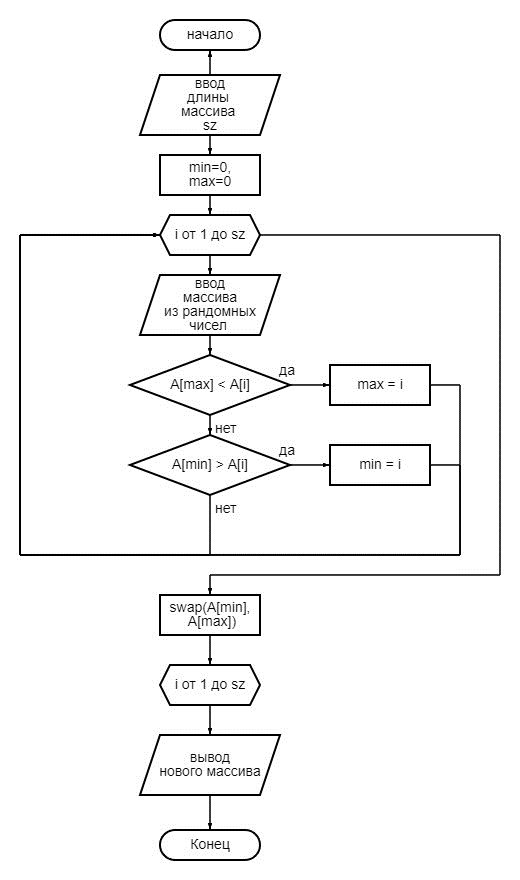 начало
ввод
длины
массива
sz
min=0,
max=0
i от 1 до sz
ввод
массива
из рандомных
чисел
A[max] < A[i]
да
max = i
нет
A[min] > A[i]
да
min = i
нет
swap(A[min],
A[max])
i от 1 до sz
вывод
нового массива
Конец